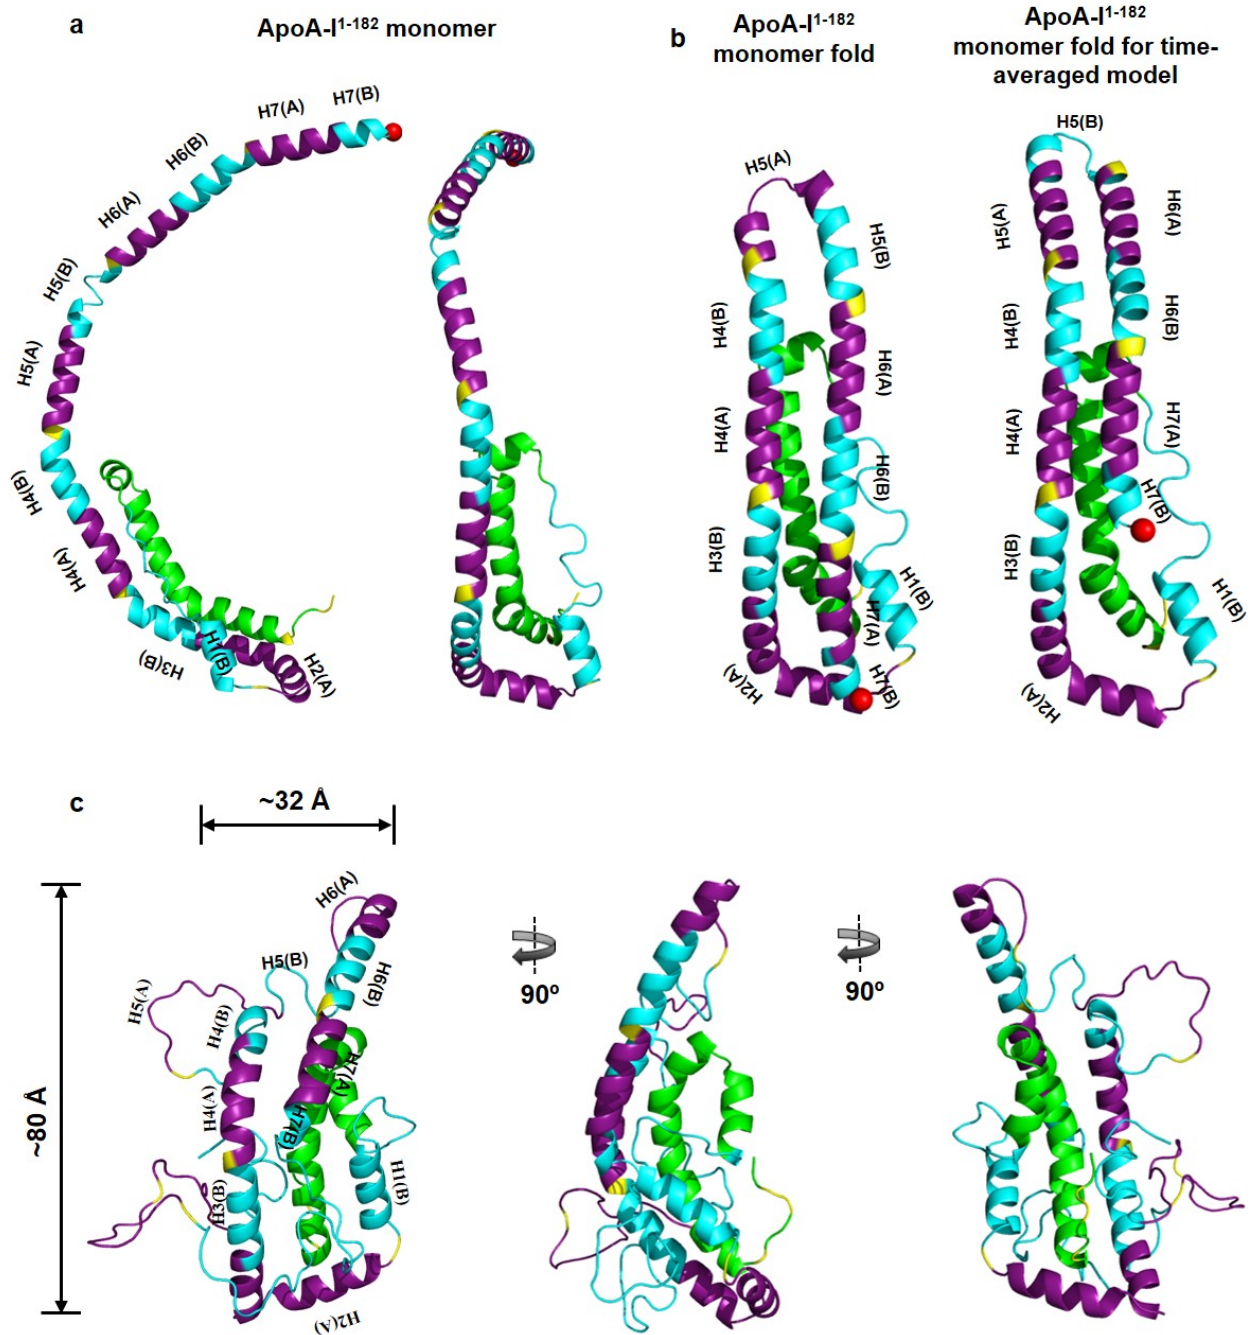 a
ApoA-I¹⁻¹⁸² monomer
b
ApoA-I¹⁻¹⁸²
monomer fold
ApoA-I¹⁻¹⁸²
monomer fold for time-
averaged model
H7(A)
H7(B)
H6(B)
H6(A)
H5(B)
H5(A)
H4(B)
H4(A)
H3(B)
H1(B)
H2(A)
H5(A)
H5(B)
H4(B)
H6(A)
H4(A)
H6(B)
H3(B)
H1(B)
H7(A)
H7(B)
H2(A)
H5(B)
H5(A)
H6(A)
H4(B)
H6(B)
H4(A)
H7(A)
H7(B)
H3(B)
H1(B)
H2(A)
c
~32 Å
~80 Å
H6(A)
H5(B)
H6(B)
H5(A)
H4(B)
H7(A)
H4(A)
H7(B)
H1(B)
H3(B)
H2(A)
90º
90º